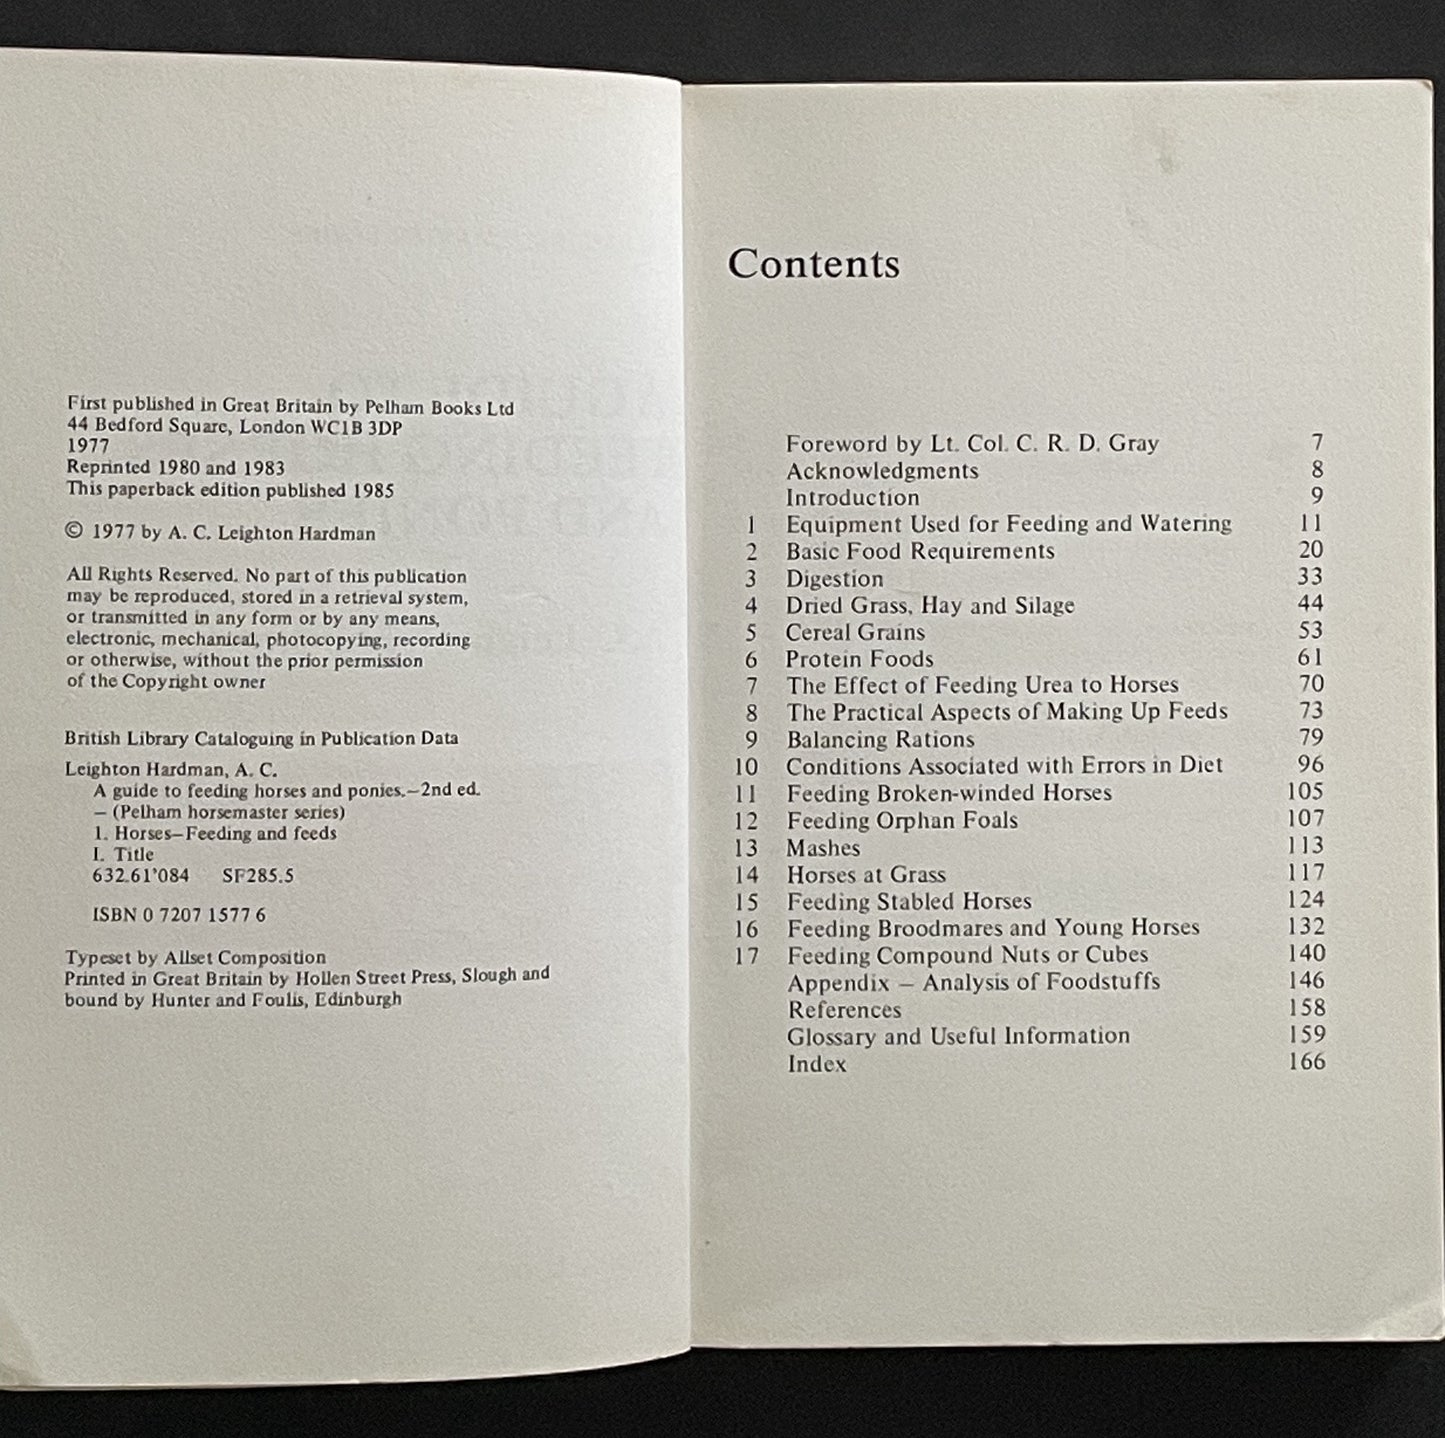 First published in Great Britain by Pelham Books Ltd
44 Bedford Square, London WC1B 3DP
1977
Reprinted 1980 and 1983
This paperback edition published 1985
© 1977 by A. C. Leighton Hardman
All Rights Reserved. No part of this publication
may be reproduced, stored in a retrieval system,
or transmitted in any form or by any means,
electronic, mechanical, photocopying, recording
or otherwise, without the prior permission
of the Copyright owner
British Library Cataloguing in Publication Data
Leighton Hardman, A. C.
A guide to feeding horses and ponies.—2nd ed.
— (Pelham horsemaster series)
1. Horses—Feeding and feeds
I. Title
632.61'084 SF285.5
ISBN 0 7207 1577 6
Typeset by Allset Composition
Printed in Great Britain by Hollen Street Press, Slough and
bound by Hunter and Foulis, Edinburgh
Contents
Foreword by Lt. Col. C. R. D. Gray 7
Acknowledgments 8
Introduction 9
1 Equipment Used for Feeding and Watering 11
2 Basic Food Requirements 20
3 Digestion 33
4 Dried Grass, Hay and Silage 44
5 Cereal Grains 53
6 Protein Foods 61
7 The Effect of Feeding Urea to Horses 70
8 The Practical Aspects of Making Up Feeds 73
9 Balancing Rations 79
10 Conditions Associated with Errors in Diet 96
11 Feeding Broken-winded Horses 105
12 Feeding Orphan Foals 107
13 Mashes 113
14 Horses at Grass 117
15 Feeding Stabled Horses 124
16 Feeding Broodmares and Young Horses 132
17 Feeding Compound Nuts or Cubes 140
Appendix — Analysis of Foodstuffs 146
References 158
Glossary and Useful Information 159
Index 166